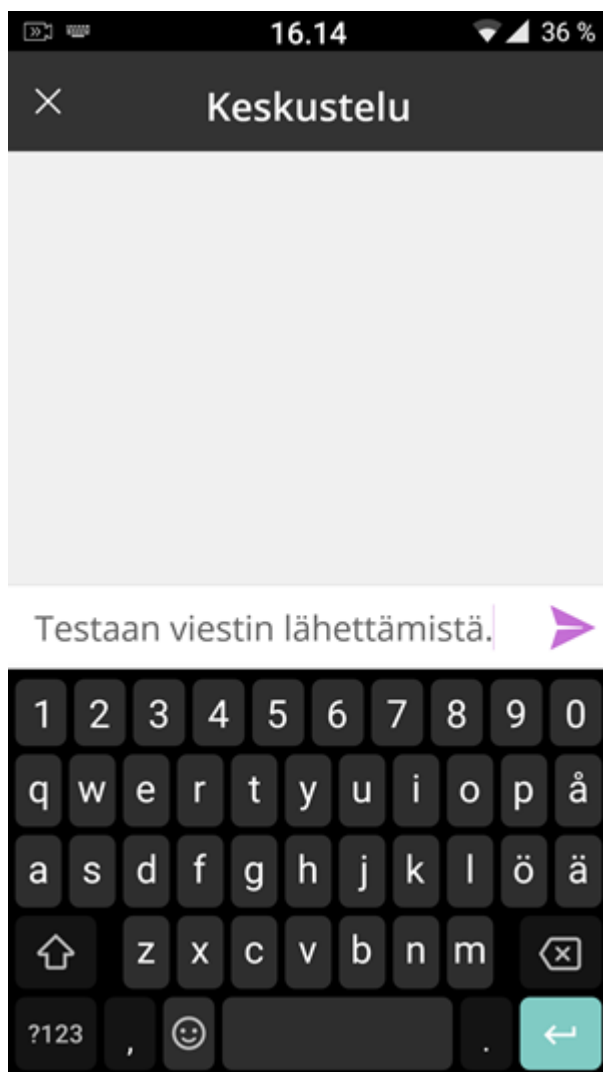 16.14 36 %
Keskustelu
Testaan viestin lähettämistä.
1 2 3 4 5 6 7 8 9 0
q w e r t y u i o p å
a s d f g h j k l ö ä
z x c v b n m
?123 , .